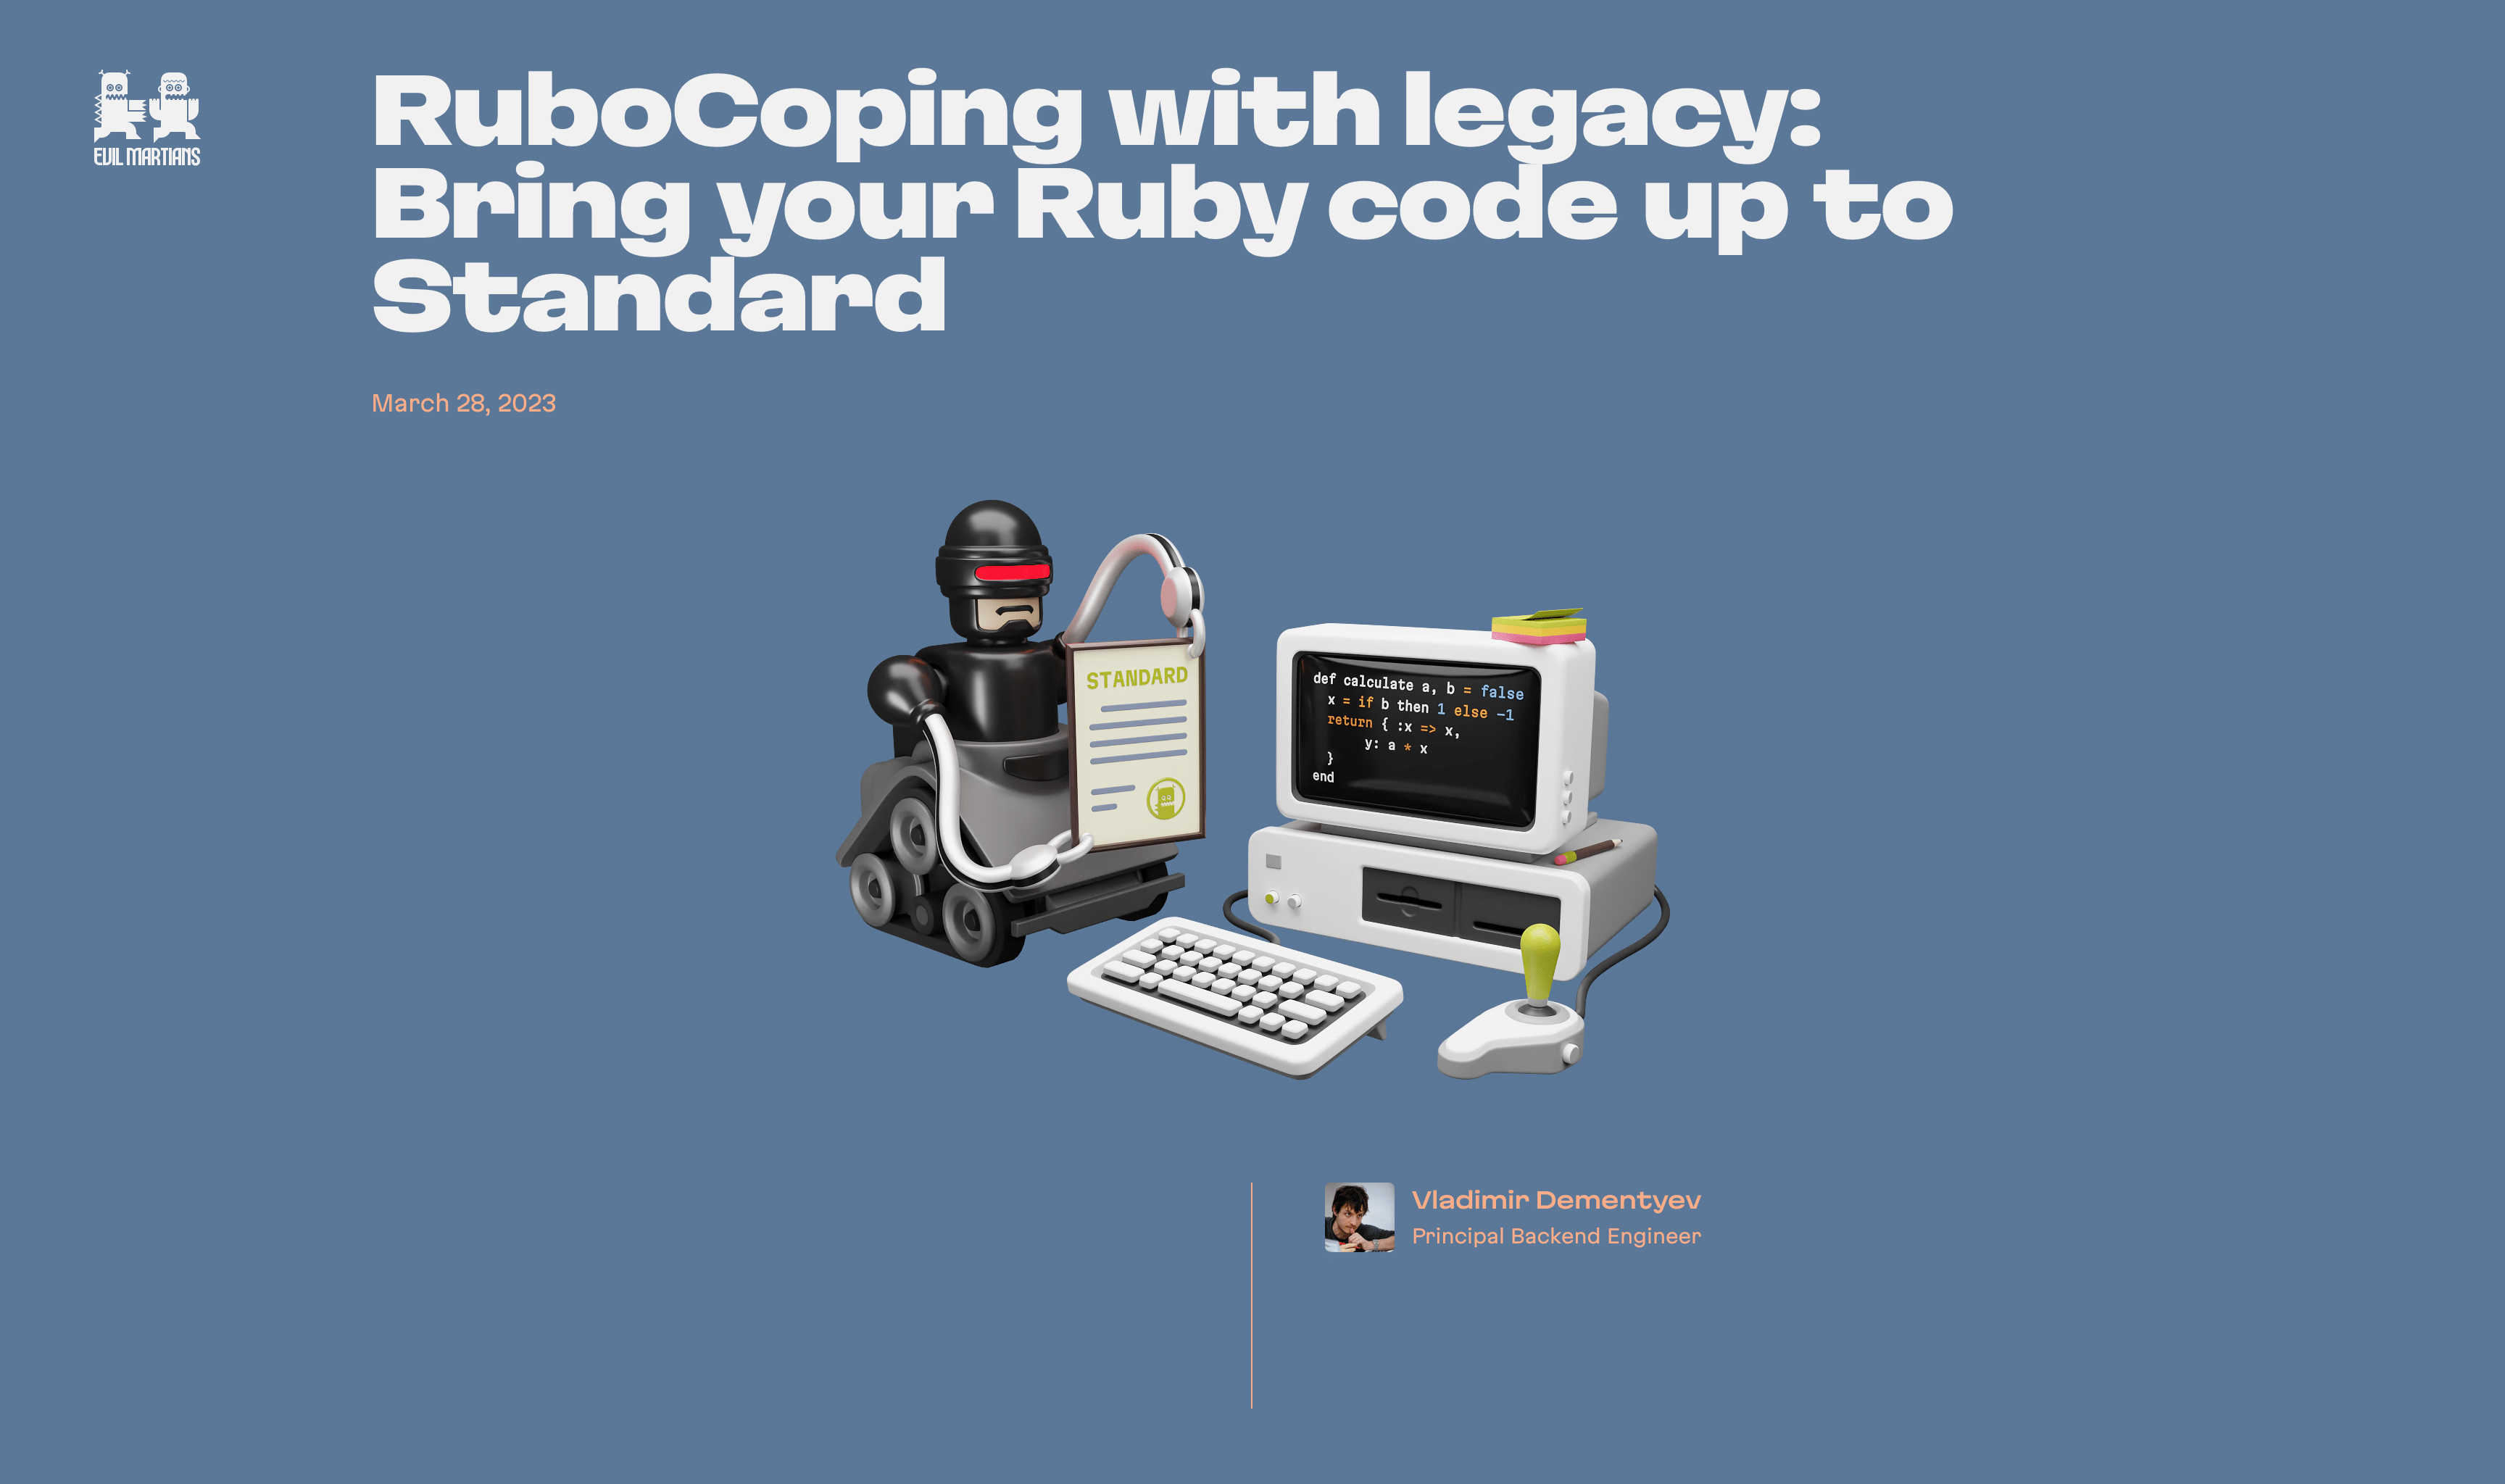 EVIL MARTIANS
RuboCoping with legacy:
Bring your Ruby code up to
Standard
March 28, 2023
STANDARD
def calculate a, b = false
x = if b then 1 else -1
return { :x => x,
y: a * x
}
end
Vladimir Dementyev
Principal Backend Engineer